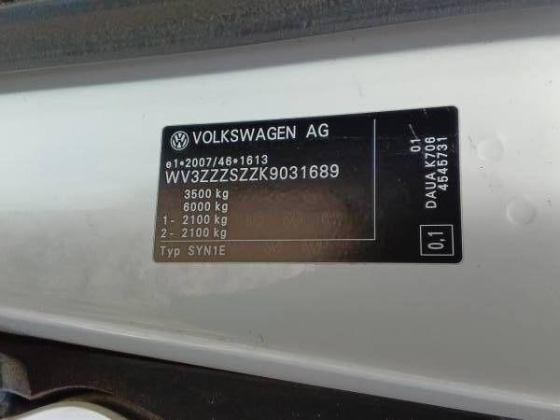 VOLKSWAGEN AG
e1*2007/46*1613
WV3ZZZSZZK9031689
3500 kg
6000 kg
1- 2100 kg
2- 2100 kg
Typ SYN1E
01
DAUA K706
4545731
0,1